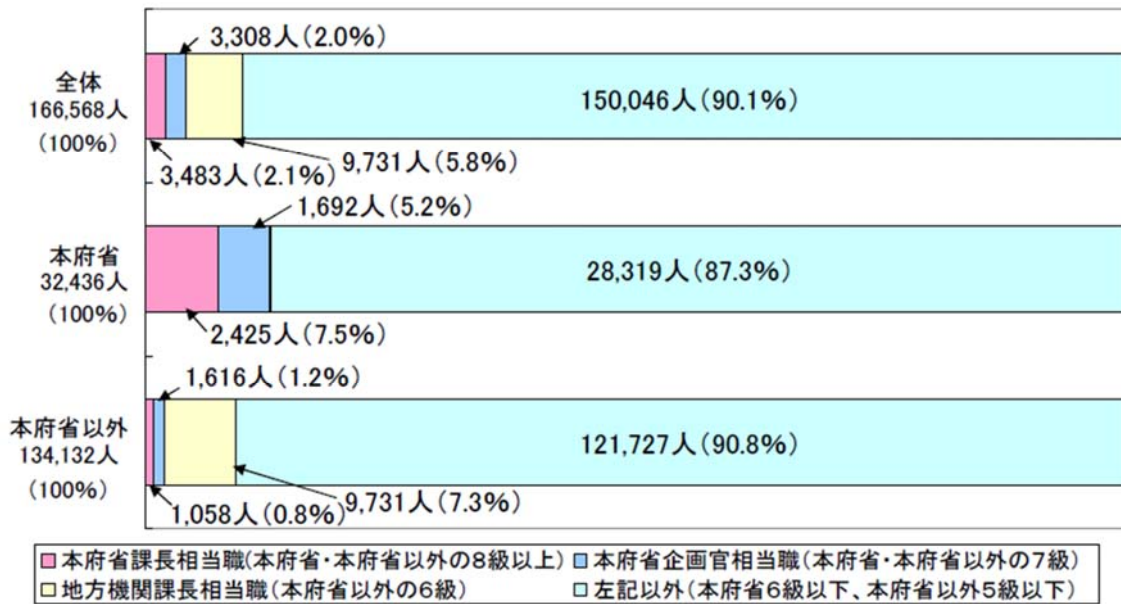 3,308人(2.0%)
全体
166,568人
(100%)
150,046人(90.1%)
3,483人(2.1%)
9,731人(5.8%)
1,692人(5.2%)
本府省
32,436人
(100%)
28,319人(87.3%)
2,425人(7.5%)
1,616人(1.2%)
本府省以外
134,132人
(100%)
121,727人(90.8%)
1,058人(0.8%)
9,731人(7.3%)
本府省課長相当職(本府省・本府省以外の8級以上)
本府省企画官相当職(本府省・本府省以外の7級)
地方機関課長相当職(本府省以外の6級)
左記以外(本府省6級以下、本府省以外5級以下)